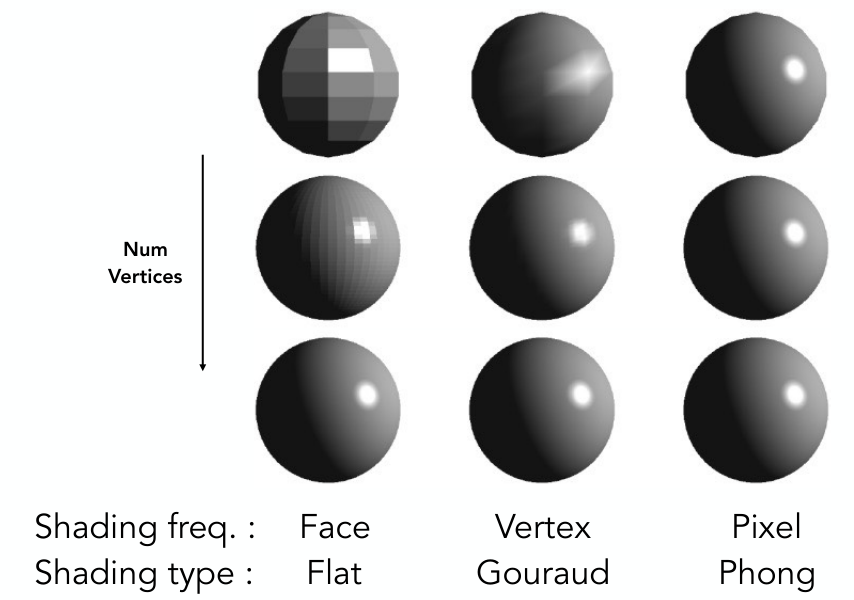 Num
Vertices
Shading freq. : Face Vertex Pixel
Shading type : Flat Gouraud Phong